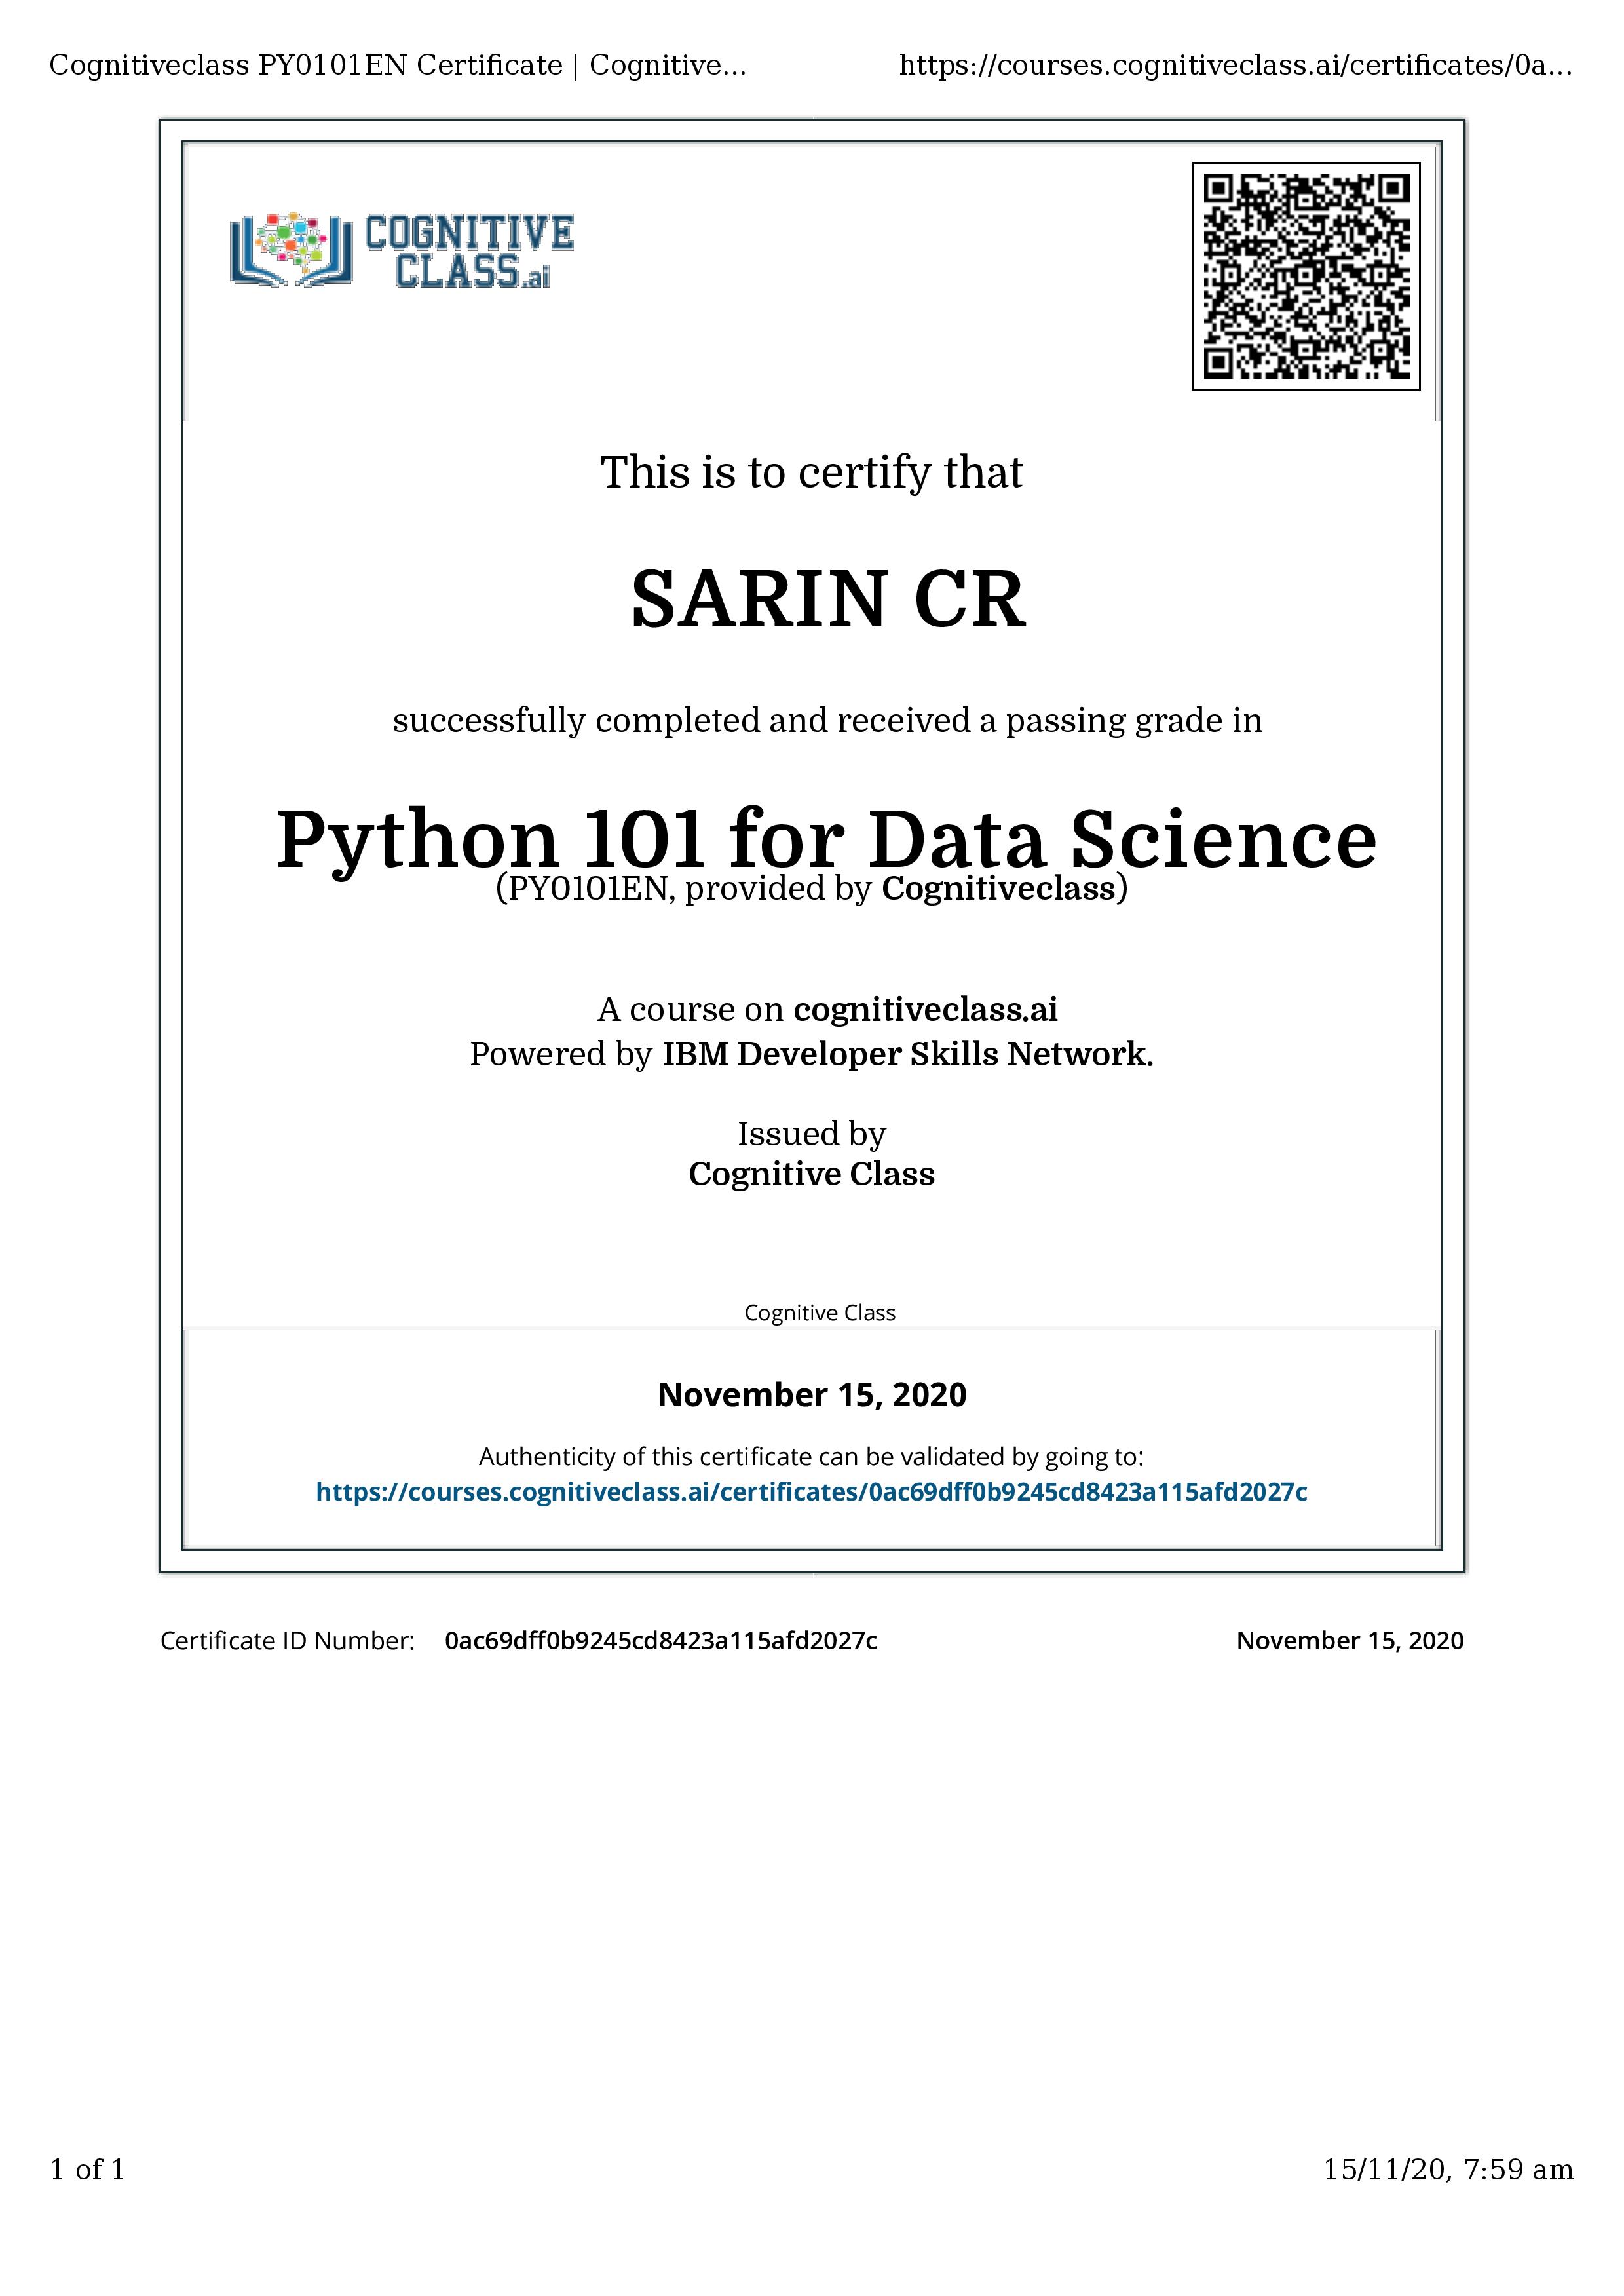 Cognitiveclass PY0101EN Certificate | Cognitive...
https://courses.cognitiveclass.ai/certificates/0a...
COGNITIVE
CLASS.ai
This is to certify that
SARIN CR
successfully completed and received a passing grade in
Python 101 for Data Science
(PY0101EN, provided by Cognitiveclass)
A course on cognitiveclass.ai
Powered by IBM Developer Skills Network.
Issued by
Cognitive Class
Cognitive Class
November 15, 2020
Authenticity of this certificate can be validated by going to:
https://courses.cognitiveclass.ai/certificates/0ac69dff0b9245cd8423a115afd2027c
Certificate ID Number: 0ac69dff0b9245cd8423a115afd2027c
November 15, 2020
1 of 1
15/11/20, 7:59 am